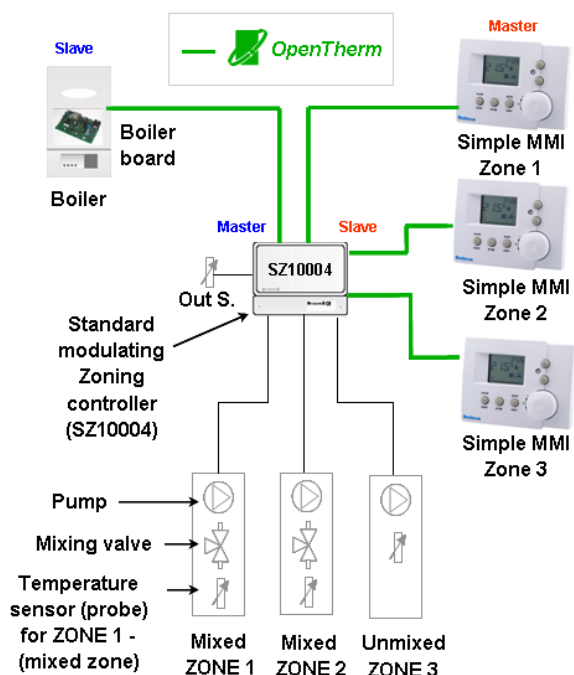 OpenTherm
Slave
Master
Boiler
board
Boiler
Simple MMI
Zone 1
Master
Slave
SZ10004
Out S.
Simple MMI
Zone 2
Standard
modulating
Zoning
controller
(SZ10004)
Simple MMI
Zone 3
Pump
Mixing valve
Temperature
sensor (probe)
for ZONE 1 -
(mixed zone)
Mixed
ZONE 1
Mixed
ZONE 2
Unmixed
ZONE 3